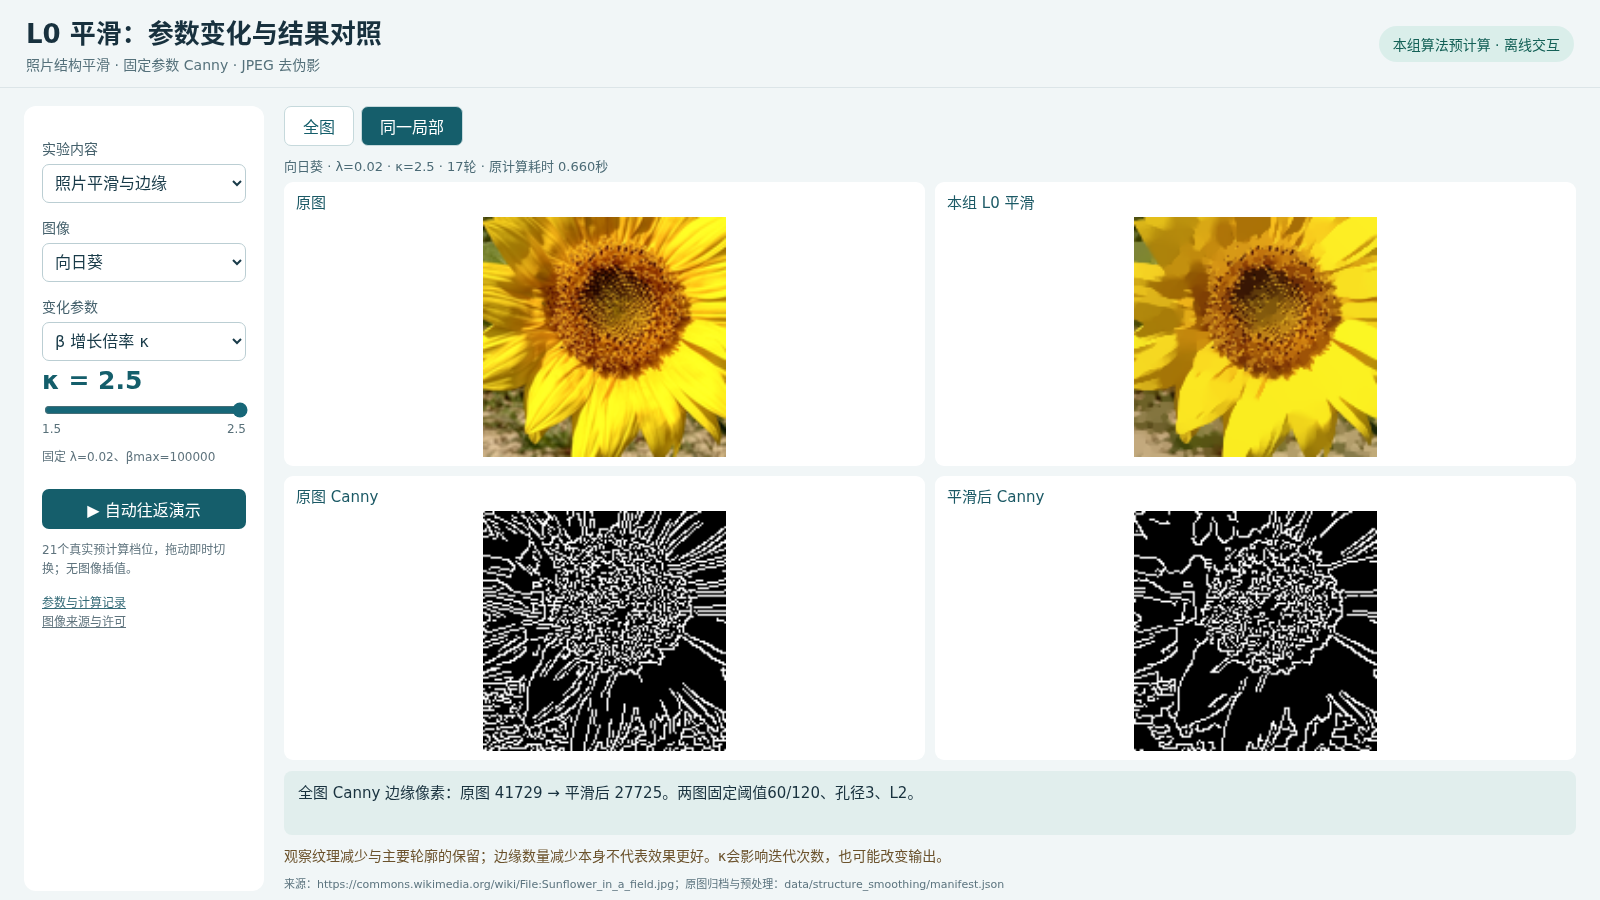 L0 平滑：参数变化与结果对照
照片结构平滑 · 固定参数 Canny · JPEG 去伪影
本组算法预计算 · 离线交互
实验内容
照片平滑与边缘
图像
向日葵
变化参数
β 增长倍率 κ
κ = 2.5
1.5
2.5
固定 λ=0.02、βmax=100000
▶ 自动往返演示
21个真实预计算档位，拖动即时切
换；无图像插值。
参数与计算记录
图像来源与许可
全图
同一局部
向日葵 · λ=0.02 · κ=2.5 · 17轮 · 原计算耗时 0.660秒
原图
本组 L0 平滑
原图 Canny
平滑后 Canny
全图 Canny 边缘像素：原图 41729 → 平滑后 27725。两图固定阈值60/120、孔径3、L2。
观察纹理减少与主要轮廓的保留；边缘数量减少本身不代表效果更好。κ会影响迭代次数，也可能改变输出。
来源：https://commons.wikimedia.org/wiki/File:Sunflower_in_a_field.jpg；原图归档与预处理：data/structure_smoothing/manifest.json